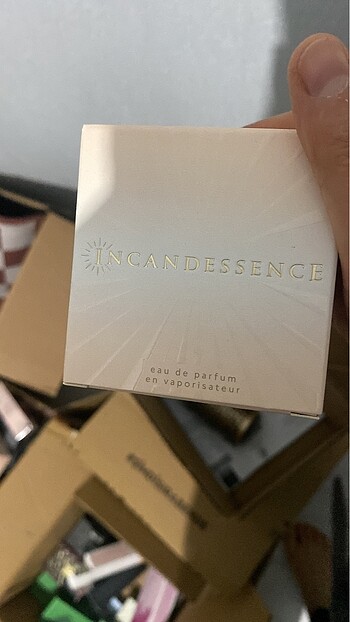 INCANDESSENCE
eau de parfum
en vaporisateur